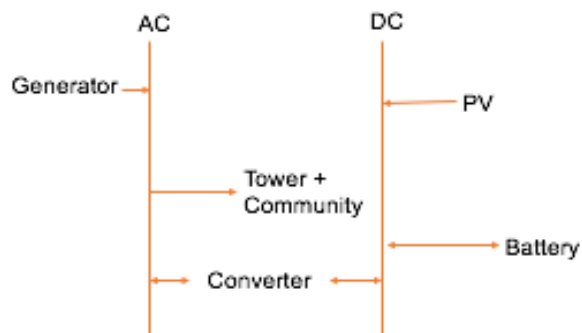 AC
DC
Generator
PV
Tower +
Community
Battery
Converter